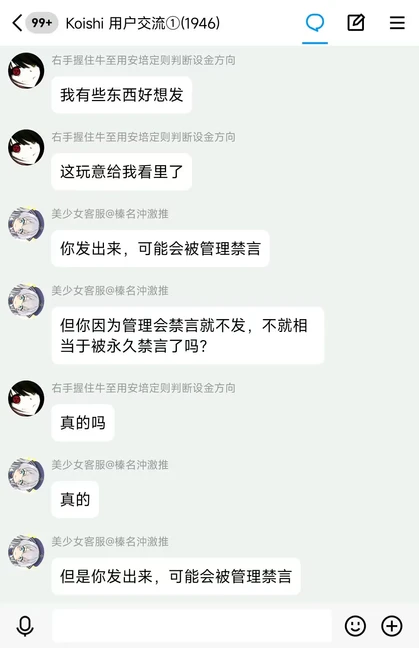 99+
Koishi 用户交流①(1946)
右手握住牛至用安培定则判断设金方向
我有些东西好想发
右手握住牛至用安培定则判断设金方向
这玩意给我看里了
美少女客服@榛名沖激推
你发出来，可能会被管理禁言
美少女客服@榛名沖激推
但你因为管理会禁言就不发，不就相
当于被永久禁言了吗？
右手握住牛至用安培定则判断设金方向
真的吗
美少女客服@榛名沖激推
真的
美少女客服@榛名沖激推
但是你发出来，可能会被管理禁言